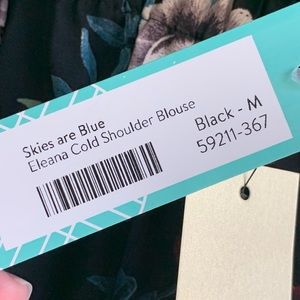 Skies are Blue
Eleana Cold Shoulder Blouse
Black - M
59211-367